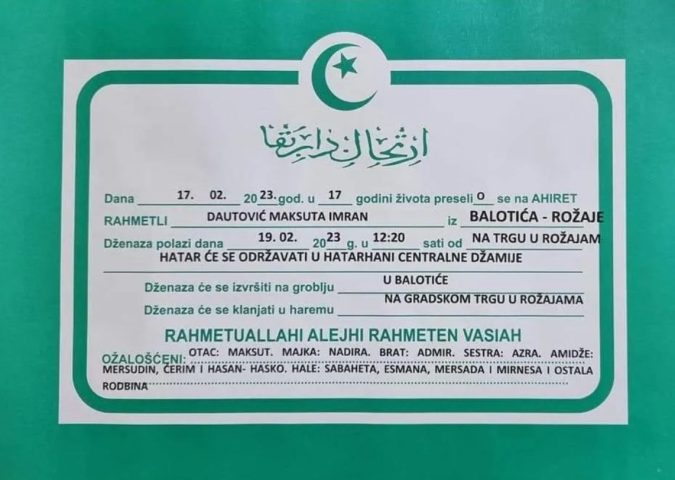 ارتحال دار بقا
Dana 17. 02. 2023.god. u 17 godini života preselio se na AHIRET
RAHMETLI DAUTOVIĆ MAKSUTA IMRAN iz BALOTIĆA - ROŽAJE
Dženaza polazi dana 19.02. 2023 g. u 12:20 sati od NA TRGU U ROŽAJAM
HATAR ĆE SE ODRŽAVATI U HATARHANI CENTRALNE DŽAMIJE
Dženaza će se izvršiti na groblju U BALOTIĆE
Dženaza će se klanjati u haremu NA GRADSKOM TRGU U ROŽAJAMA
RAHMETUALLAHI ALEJHI RAHMETEN VASIAH
OŽALOŠĆENI: OTAC: MAKSUT. MAJKA: NADIRA. BRAT: ADMIR. SESTRA: AZRA. AMIDŽE:
MERSUDIN, ĆERIM I HASAN- HASKO. HALE: SABAHETA, ESMANA, MERSADA I MIRNESA I OSTALA
RODBINA